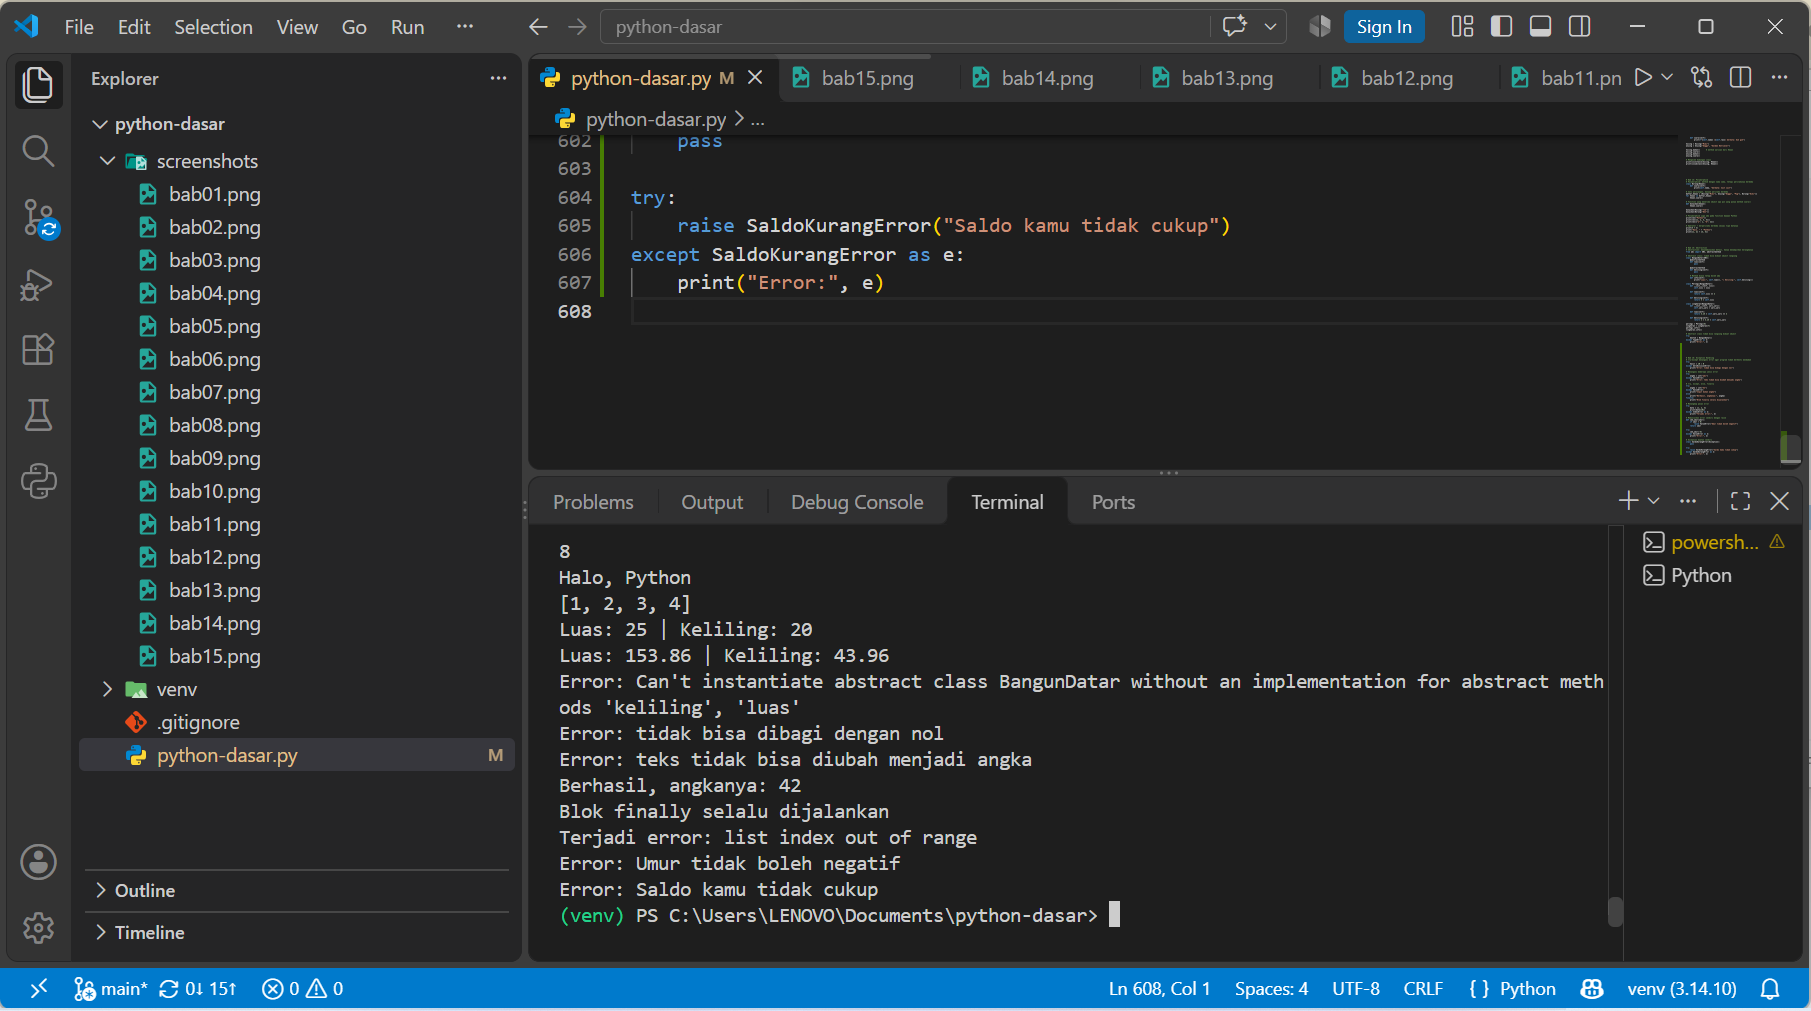 File Edit Selection View Go Run ···
python-dasar
Sign In
Explorer
python-dasar
screenshots
bab01.png
bab02.png
bab03.png
bab04.png
bab05.png
bab06.png
bab07.png
bab08.png
bab09.png
bab10.png
bab11.png
bab12.png
bab13.png
bab14.png
bab15.png
venv
.gitignore
python-dasar.py M
Outline
Timeline
python-dasar.py M bab15.png bab14.png bab13.png bab12.png bab11.pn
python-dasar.py > ...
602 pass
603
604 try:
605 raise SaldoKurangError("Saldo kamu tidak cukup")
606 except SaldoKurangError as e:
607 print("Error:", e)
608
Problems Output Debug Console Terminal Ports
8
Halo, Python
[1, 2, 3, 4]
Luas: 25 | Keliling: 20
Luas: 153.86 | Keliling: 43.96
Error: Can't instantiate abstract class BangunDatar without an implementation for abstract meth
ods 'keliling', 'luas'
Error: tidak bisa dibagi dengan nol
Error: teks tidak bisa diubah menjadi angka
Berhasil, angkanya: 42
Blok finally selalu dijalankan
Terjadi error: list index out of range
Error: Umur tidak boleh negatif
Error: Saldo kamu tidak cukup
(venv) PS C:\Users\LENOVO\Documents\python-dasar>
powersh...
Python
main* 0↓ 15↑ 0 0 Ln 608, Col 1 Spaces: 4 UTF-8 CRLF { } Python venv (3.14.10)